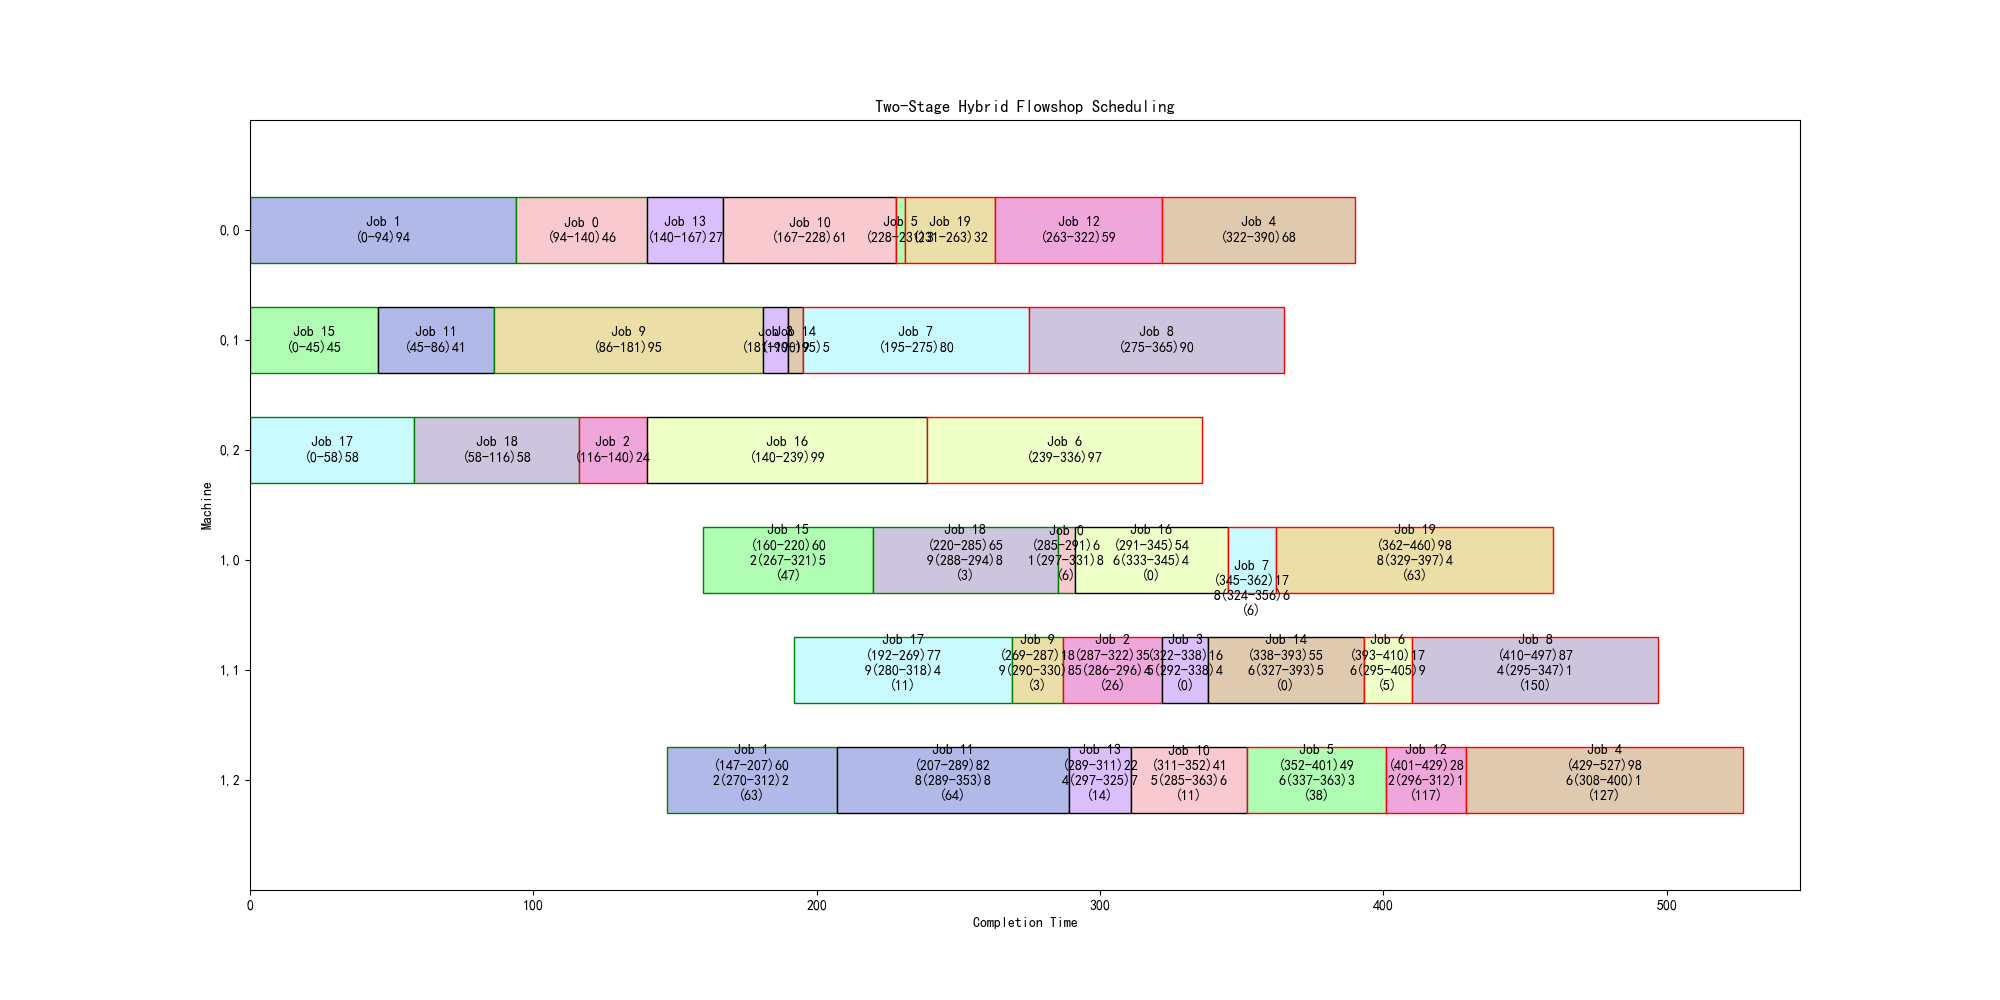 Two-Stage Hybrid Flowshop Scheduling
0,0
Job 1
(0-94)94
Job 0
(94-140)46
Job 13
(140-167)27
Job 10
(167-228)61
Job 5
(228-231)3
Job 19
(231-263)32
Job 12
(263-322)59
Job 4
(322-390)68
0,1
Job 15
(0-45)45
Job 11
(45-86)41
Job 9
(86-181)95
Job 3
(181-190)9
Job 14
(190-195)5
Job 7
(195-275)80
Job 8
(275-365)90
0,2
Job 17
(0-58)58
Job 18
(58-116)58
Job 2
(116-140)24
Job 16
(140-239)99
Job 6
(239-336)97
Machine
1,0
Job 15
(160-220)60
2(267-321)5
(47)
Job 18
(220-285)65
9(288-294)8
(3)
Job 0
(285-291)6
1(297-331)8
(6)
Job 16
(291-345)54
6(333-345)4
(0)
Job 7
(345-362)17
8(324-356)6
(6)
Job 19
(362-460)98
8(329-397)4
(63)
1,1
Job 17
(192-269)77
9(280-318)4
(11)
Job 9
(269-287)18
9(290-330)8
(3)
Job 2
(287-322)35
5(286-296)4
(26)
Job 3
(322-338)16
5(292-338)4
(0)
Job 14
(338-393)55
6(327-393)5
(0)
Job 6
(393-410)17
6(295-405)9
(5)
Job 8
(410-497)87
4(295-347)1
(150)
1,2
Job 1
(147-207)60
2(270-312)2
(63)
Job 11
(207-289)82
8(289-353)8
(64)
Job 13
(289-311)22
4(297-325)7
(14)
Job 10
(311-352)41
5(285-363)6
(11)
Job 5
(352-401)49
6(337-363)3
(38)
Job 12
(401-429)28
2(296-312)1
(117)
Job 4
(429-527)98
6(308-400)1
(127)
0
100
200
300
400
500
Completion Time